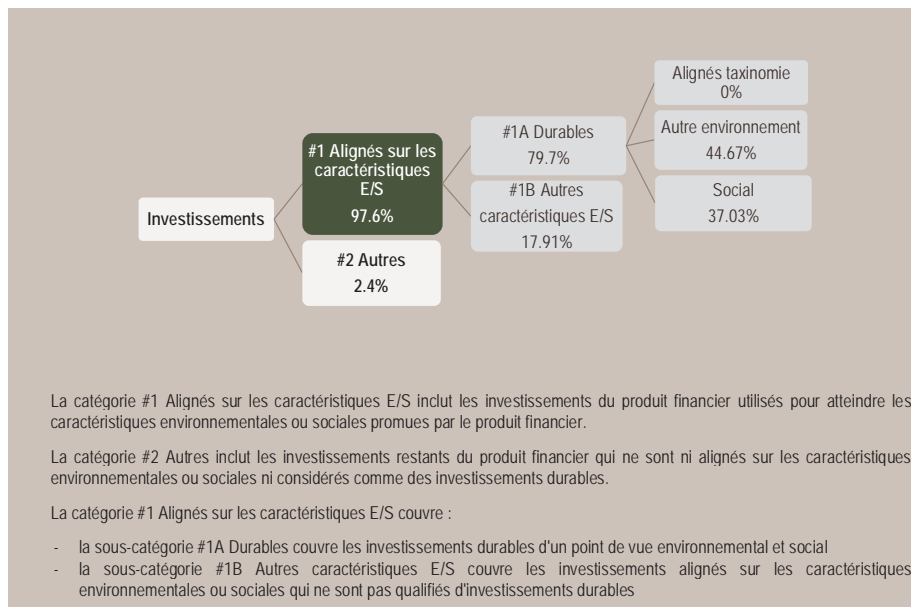 Investissements
#1 Alignés sur les
caractéristiques
E/S
97.6%
#2 Autres
2.4%
#1A Durables
79.7%
#1B Autres
caractéristiques E/S
17.91%
Alignés taxinomie
0%
Autre environnement
44.67%
Social
37.03%
La catégorie #1 Alignés sur les caractéristiques E/S inclut les investissements du produit financier utilisés pour atteindre les
caractéristiques environnementales ou sociales promues par le produit financier.
La catégorie #2 Autres inclut les investissements restants du produit financier qui ne sont ni alignés sur les caractéristiques
environnementales ou sociales ni considérés comme des investissements durables.
La catégorie #1 Alignés sur les caractéristiques E/S couvre :
- la sous-catégorie #1A Durables couvre les investissements durables d'un point de vue environnemental et social
- la sous-catégorie #1B Autres caractéristiques E/S couvre les investissements alignés sur les caractéristiques
environnementales ou sociales qui ne sont pas qualifiés d'investissements durables